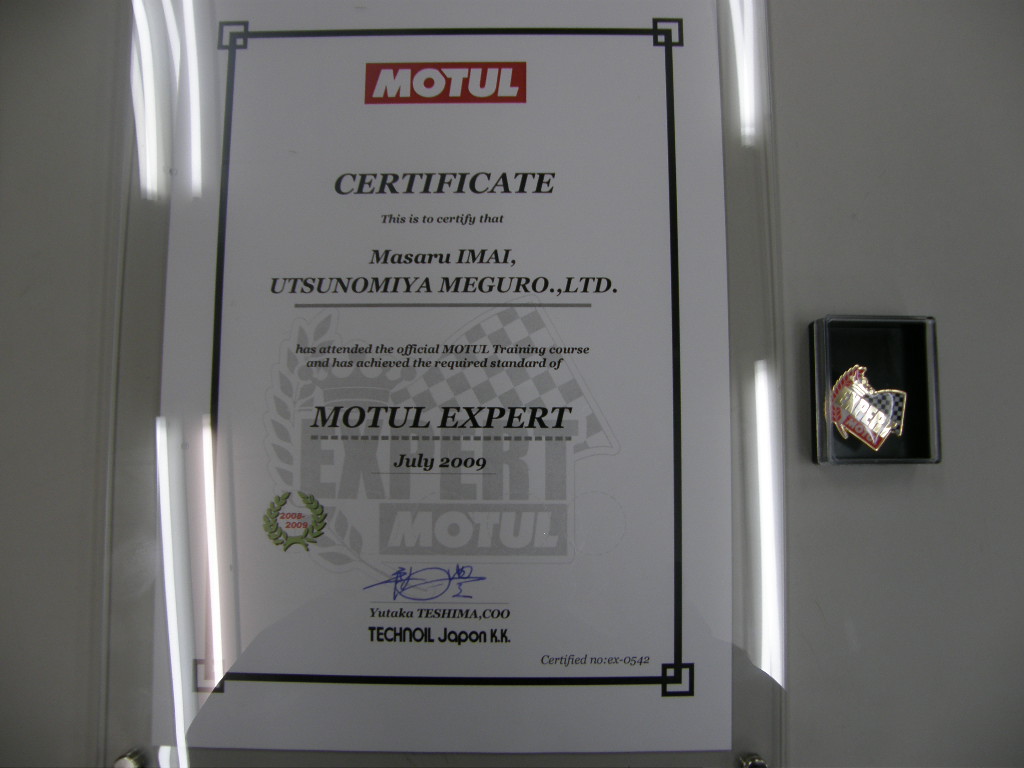 MOTUL
CERTIFICATE
This is to certify that
Masaru IMAI,
UTSUNOMIYA MEGURO.,LTD.
has attended the official MOTUL Training course
and has achieved the required standard of
MOTUL EXPERT
July 2009
EXPERT
MOTUL
2008-
2009
Yutaka TESHIMA,COO
TECHNOIL Japon K.K.
Certified no:ex-0542
EXPERT